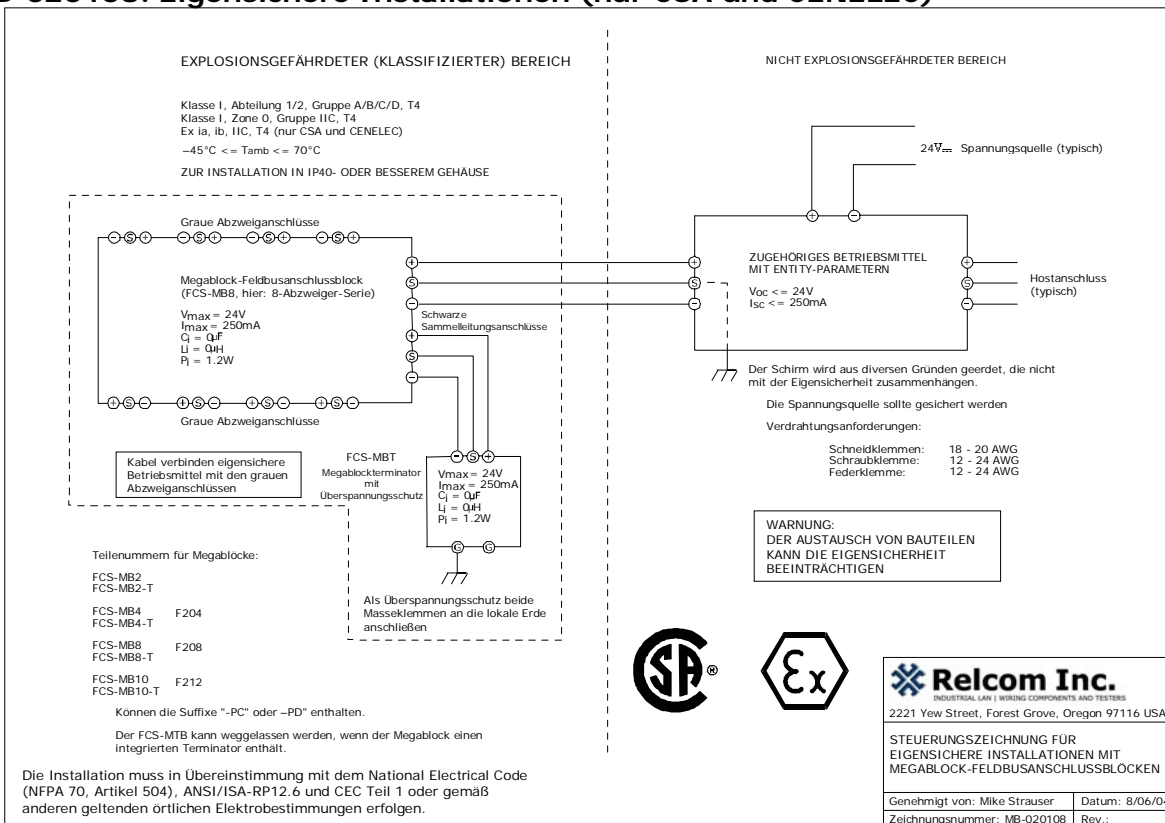 EXPLOSIONSGEFÄHRDETER (KLASSIFIZIERTER) BEREICH
Klasse I, Abteilung 1/2, Gruppe A/B/C/D, T4
Klasse I, Zone 0, Gruppe IIC, T4
Ex ia, ib, IIC, T4 (nur CSA und CENELEC)
−45°C <= Tamb <= 70°C
ZUR INSTALLATION IN IP40- ODER BESSEREM GEHÄUSE
Graue Abzweiganschlüsse
- S + - S + - S + - S +
Megablock-Feldbusanschlussblock
(FCS-MB8, hier: 8-Abzweiger-Serie)
Vmax = 24V
Imax = 250mA
Ci = 0µF
Li = 0µH
Pi = 1.2W
+
S
-
Schwarze
Sammelleitungsanschlüsse
+
S
-
+ S - + S - + S - + S -
Graue Abzweiganschlüsse
Kabel verbinden eigensichere
Betriebsmittel mit den grauen
Abzweiganschlüssen
FCS-MBT
Megablockterminator
mit
Überspannungsschutz
- S +
Vmax = 24V
Imax = 250mA
Ci = 0µF
Li = 0µH
Pi = 1.2W
G G
Als Überspannungsschutz beide
Masseklemmen an die lokale Erde
anschließen
Teilenummern für Megablöcke:
FCS-MB2
FCS-MB2-T
FCS-MB4 F204
FCS-MB4-T
FCS-MB8 F208
FCS-MB8-T
FCS-MB10 F212
FCS-MB10-T
Können die Suffixe "-PC" oder –PD" enthalten.
Der FCS-MTB kann weggelassen werden, wenn der Megablock einen
integrierten Terminator enthält.
Die Installation muss in Übereinstimmung mit dem National Electrical Code
(NFPA 70, Artikel 504), ANSI/ISA-RP12.6 und CEC Teil 1 oder gemäß
anderen geltenden örtlichen Elektrobestimmungen erfolgen.
NICHT EXPLOSIONSGEFÄHRDETER BEREICH
24V Spannungsquelle (typisch)
+ -
+
S
-
ZUGEHÖRIGES BETRIEBSMITTEL
MIT ENTITY-PARAMETERN
Voc <= 24V
Isc <= 250mA
+
S
-
Hostanschluss
(typisch)
Der Schirm wird aus diversen Gründen geerdet, die nicht
mit der Eigensicherheit zusammenhängen.
Die Spannungsquelle sollte gesichert werden
Verdrahtungsanforderungen:
Schneidklemmen: 18 - 20 AWG
Schraubklemme: 12 - 24 AWG
Federklemme: 12 - 24 AWG
WARNUNG:
DER AUSTAUSCH VON BAUTEILEN
KANN DIE EIGENSICHERHEIT
BEEINTRÄCHTIGEN
CSA ®
Ex
Relcom Inc.
INDUSTRIAL LAN | WIRING COMPONENTS AND TESTERS
2221 Yew Street, Forest Grove, Oregon 97116 USA
STEUERUNGSZEICHNUNG FÜR
EIGENSICHERE INSTALLATIONEN MIT
MEGABLOCK-FELDBUSANSCHLUSSBLÖCKEN
Genehmigt von: Mike Strauser Datum: 8/06/04
Zeichnungsnummer: MB-020108 Rev.: